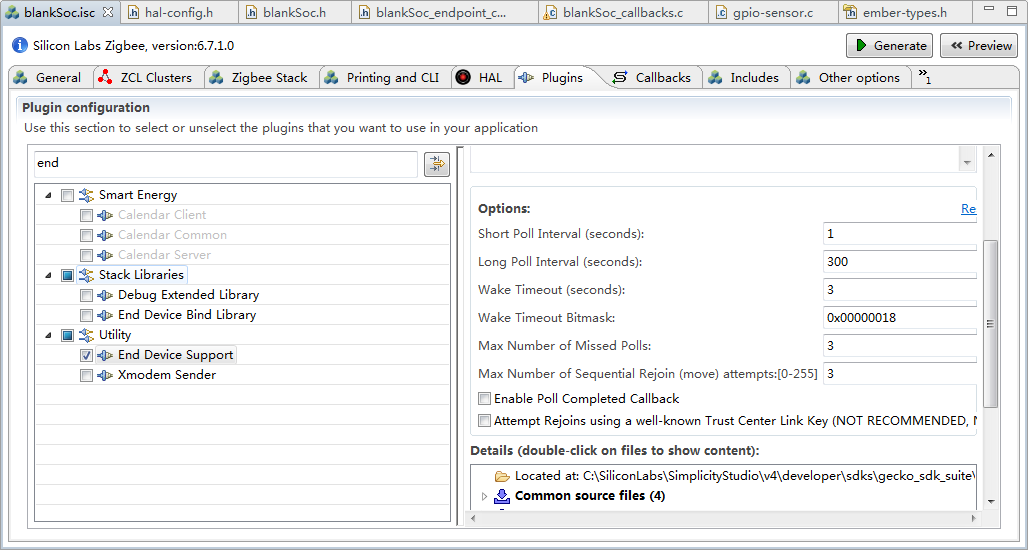 blankSoc.isc hal-config.h blankSoc.h blankSoc_endpoint_c... blankSoc_callbacks.c gpio-sensor.c ember-types.h
Silicon Labs Zigbee, version:6.7.1.0 Generate Preview
General ZCL Clusters Zigbee Stack Printing and CLI HAL Plugins Callbacks Includes Other options »1
Plugin configuration
Use this section to select or unselect the plugins that you want to use in your application
end
Smart Energy
Calendar Client
Calendar Common
Calendar Server
Stack Libraries
Debug Extended Library
End Device Bind Library
Utility
End Device Support
Xmodem Sender
Options: Re
Short Poll Interval (seconds): 1
Long Poll Interval (seconds): 300
Wake Timeout (seconds): 3
Wake Timeout Bitmask: 0x00000018
Max Number of Missed Polls: 3
Max Number of Sequential Rejoin (move) attempts:[0-255] 3
Enable Poll Completed Callback
Attempt Rejoins using a well-known Trust Center Link Key (NOT RECOMMENDED, N
Details (double-click on files to show content):
Located at: C:\SiliconLabs\SimplicityStudio\v4\developer\sdks\gecko_sdk_suite\
Common source files (4)